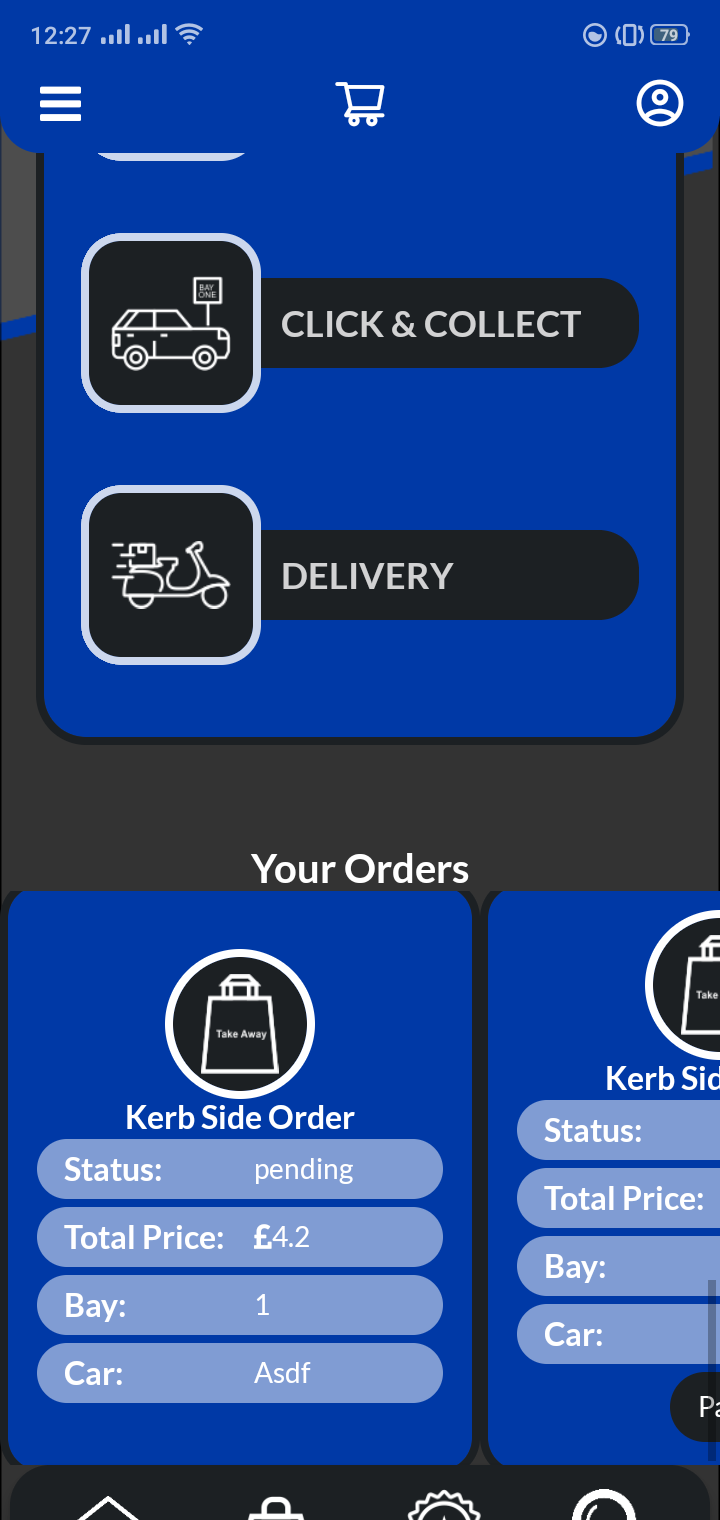 12:27
79
BAY
ONE
CLICK & COLLECT
DELIVERY
Your Orders
Take Away
Kerb Side Order
Status: pending
Total Price: £4.2
Bay: 1
Car: Asdf
Take
Kerb Sid
Status:
Total Price:
Bay:
Car: